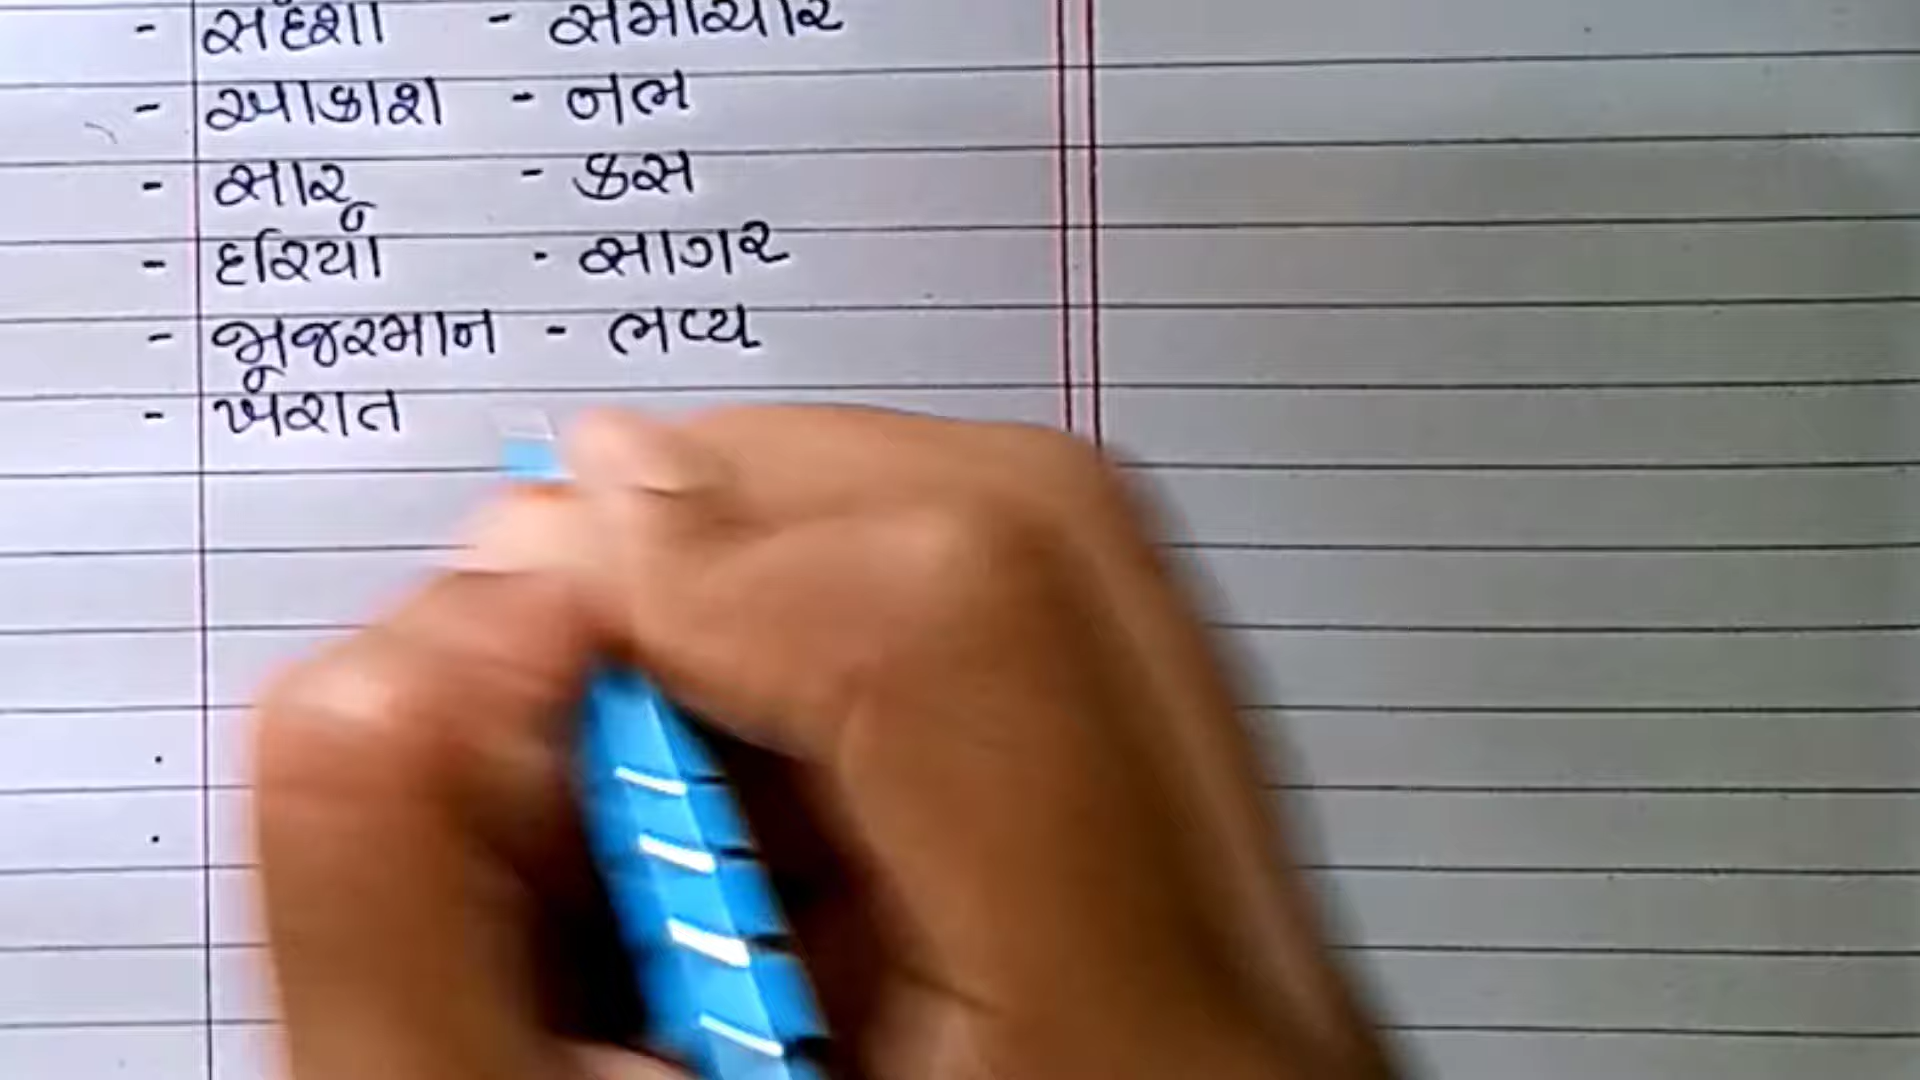 - સંદેશો - સમાચાર
- આકાશ - નભ
- સારૂ - કસ
- દરિયો - સાગર
- ભૂજરમાન - ભવ્ય
- ખેરાત